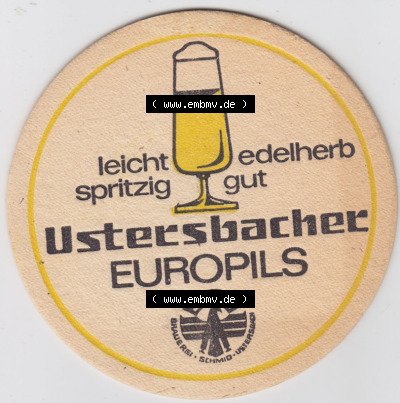 ( www.embmv.de )
leicht edelherb
spritzig gut
Ustersbacher
EUROPILS
( www.embmv.de )
BRAUEREI · SCHMID · USTERSBACH